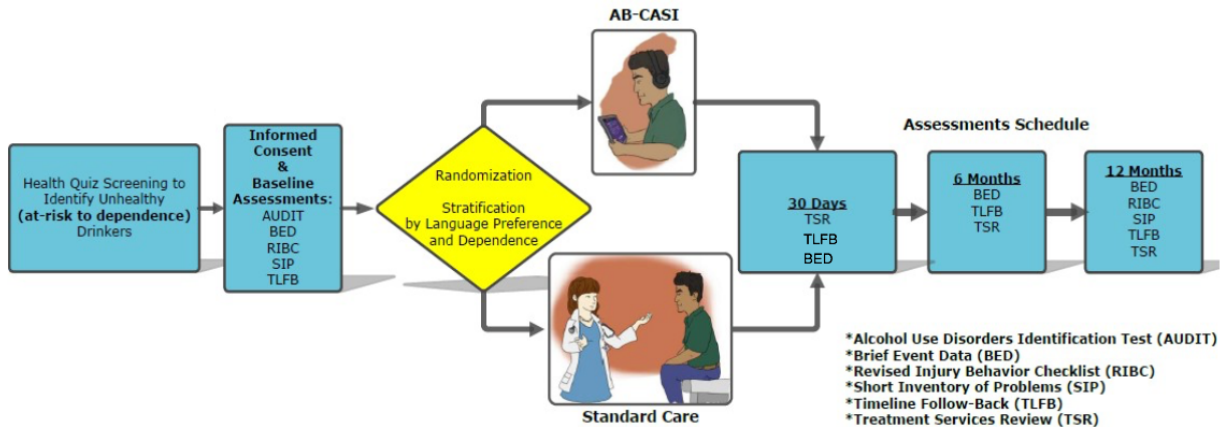 AB-CASI
Health Quiz Screening to
Identify Unhealthy
(at-risk to dependence)
Drinkers
Informed
Consent
&
Baseline
Assessments:
AUDIT
BED
RIBC
SIP
TLFB
Randomization
Stratification
by Language Preference
and Dependence
Standard Care
Assessments Schedule
30 Days
TSR
TLFB
BED
6 Months
BED
TLFB
TSR
12 Months
BED
RIBC
SIP
TLFB
TSR
*Alcohol Use Disorders Identification Test (AUDIT)
*Brief Event Data (BED)
*Revised Injury Behavior Checklist (RIBC)
*Short Inventory of Problems (SIP)
*Timeline Follow-Back (TLFB)
*Treatment Services Review (TSR)